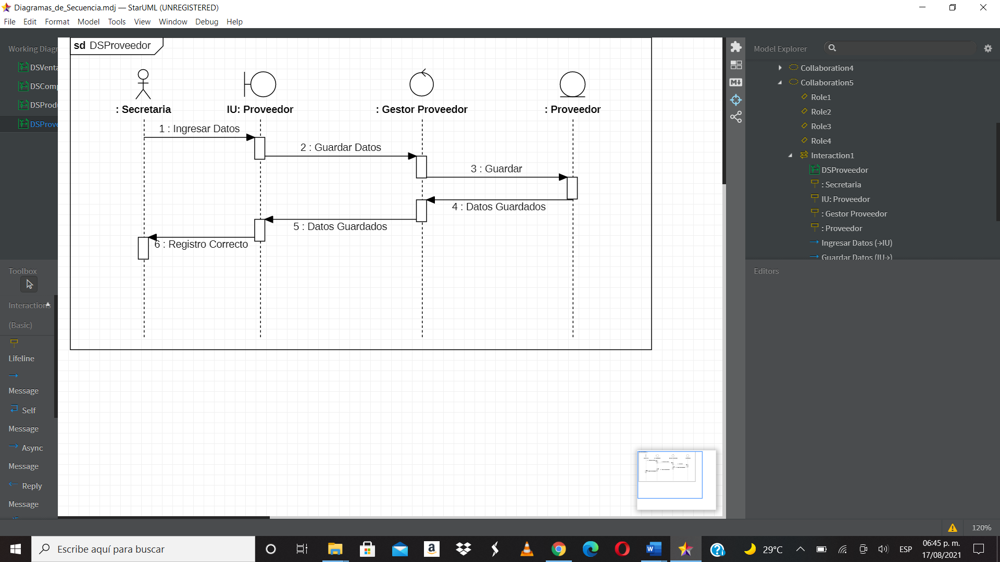 Diagramas_de_Secuencia.mdj — StarUML (UNREGISTERED)
File Edit Format Model Tools View Window Debug Help
Working Diagr
DSVenta
DSComp
DSProdu
DSProve
Toolbox
Interactions
(Basic)
Lifeline
Message
Self
Message
Async
Message
Reply
Message
sd DSProveedor
: Secretaria
IU: Proveedor
: Gestor Proveedor
: Proveedor
1 : Ingresar Datos
2 : Guardar Datos
3 : Guardar
4 : Datos Guardados
5 : Datos Guardados
6 : Registro Correcto
M
Model Explorer
Collaboration4
Collaboration5
Role1
Role2
Role3
Role4
Interaction1
DSProveedor
: Secretaria
IU: Proveedor
: Gestor Proveedor
: Proveedor
Ingresar Datos (→IU)
Guardar Datos (IU→)
Editors
120%
Escribe aquí para buscar
a
W
29°C
ESP
06:45 p. m.
17/08/2021